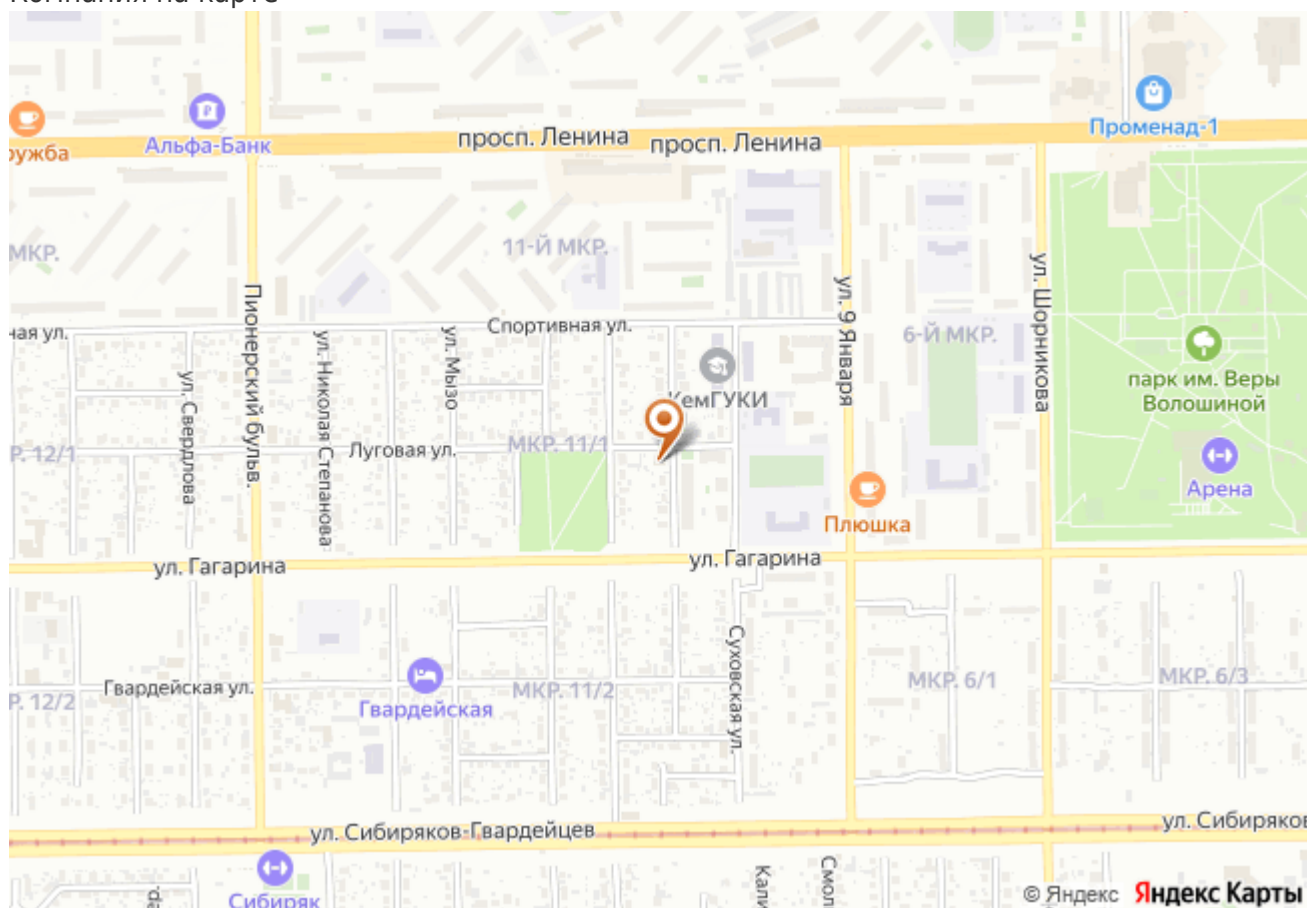 Компания на карте
ружба
Альфа-Банк
просп. Ленина
просп. Ленина
Променад-1
МКР.
11-Й МКР.
Пионерский бульв.
ная ул.
ул. Свердлова
ул. Николая Степанова
ул. Мызо
Спортивная ул.
КемГУКИ
ул. 9 Января
6-Й МКР.
ул. Шорникова
парк им. Веры
Волошиной
Р. 12/1
Луговая ул.
МКР. 11/1
Арена
Плюшка
ул. Гагарина
ул. Гагарина
Суховская ул.
Р. 12/2
Гвардейская ул.
Гвардейская
МКР. 11/2
МКР. 6/1
МКР. 6/3
ул. Сибиряков-Гвардейцев
ул. Сибиряков
Сибиряк
Кали
Смол
© Яндекс Яндекс Карты